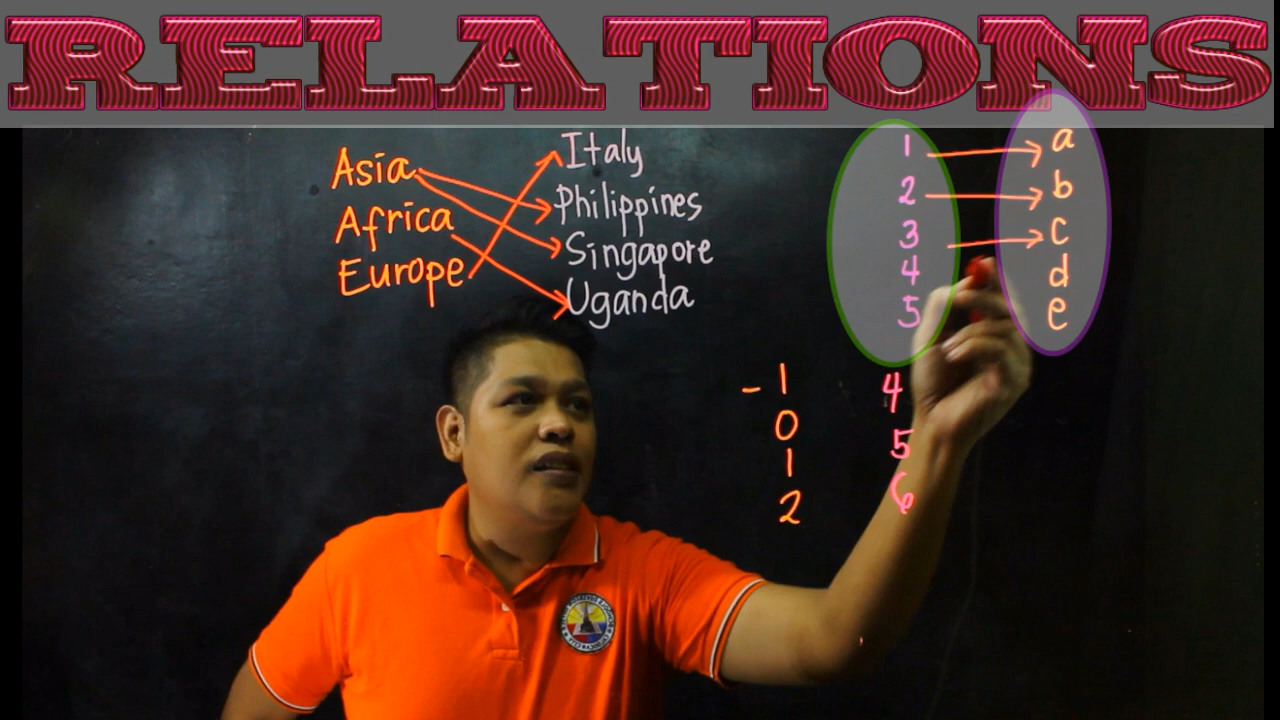 RELATIONS
Asia
Africa
Europe
Italy
Philippines
Singapore
Uganda
1
2
3
4
5
a
b
c
d
e
-1
0
1
2
4
5
6